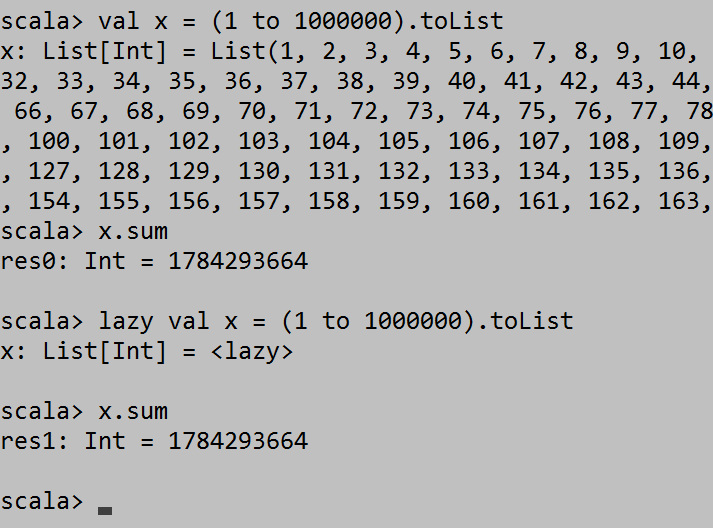 scala> val x = (1 to 1000000).toList
x: List[Int] = List(1, 2, 3, 4, 5, 6, 7, 8, 9, 10,
32, 33, 34, 35, 36, 37, 38, 39, 40, 41, 42, 43, 44,
66, 67, 68, 69, 70, 71, 72, 73, 74, 75, 76, 77, 78
, 100, 101, 102, 103, 104, 105, 106, 107, 108, 109,
, 127, 128, 129, 130, 131, 132, 133, 134, 135, 136,
, 154, 155, 156, 157, 158, 159, 160, 161, 162, 163,
scala> x.sum
res0: Int = 1784293664
scala> lazy val x = (1 to 1000000).toList
x: List[Int] = <lazy>
scala> x.sum
res1: Int = 1784293664
scala>